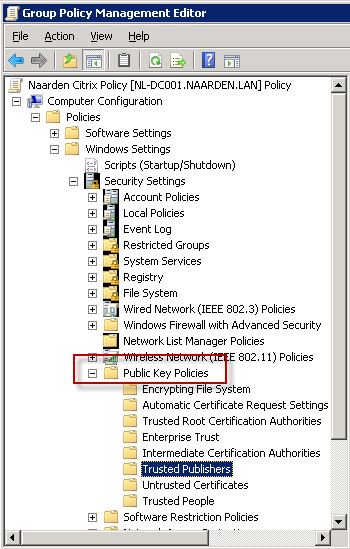 Group Policy Management Editor
File Action View Help
Naarden Citrix Policy [NL-DC001.NAARDEN.LAN] Policy
Computer Configuration
Policies
Software Settings
Windows Settings
Scripts (Startup/Shutdown)
Security Settings
Account Policies
Local Policies
Event Log
Restricted Groups
System Services
Registry
File System
Wired Network (IEEE 802.3) Policies
Windows Firewall with Advanced Security
Network List Manager Policies
Wireless Network (IEEE 802.11) Policies
Public Key Policies
Encrypting File System
Automatic Certificate Request Settings
Trusted Root Certification Authorities
Enterprise Trust
Intermediate Certification Authorities
Trusted Publishers
Untrusted Certificates
Trusted People
Software Restriction Policies